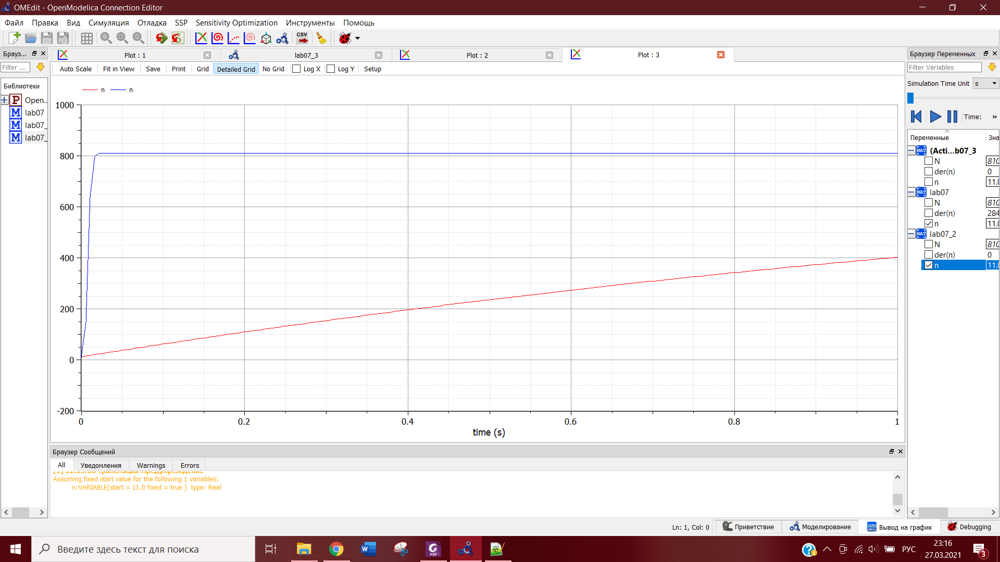 OMEdit - OpenModelica Connection Editor
Файл Правка Вид Симуляция Отладка SSP Sensitivity Optimization Инструменты Помощь
CSV
Брауз...
Plot : 1
lab07_3
Plot : 2
Plot : 3
Браузер Переменных
Filter ...
Auto Scale Fit in View Save Print Grid Detailed Grid No Grid Log X Log Y Setup
Filter Variables
Библиотеки
Simulation Time Unit s
P Open..
M lab07
M lab07_
M lab07_
n n
1000
800
600
400
200
0
-200
0 0.2 0.4 0.6 0.8 1
time (s)
Time: »
Переменные Зна
MAT (Acti...b07_3
N 810
der(n) 0
n 11.0
MAT lab07
N 810
der(n) 284
n 11.0
MAT lab07_2
N 810
der(n) 0
n 11.0
Браузер Сообщений
All Уведомления Warnings Errors
Assuming fixed start value for the following 1 variables:
n:VARIABLE(start = 11.0 fixed = true ) type: Real
Ln: 1, Col: 0 Приветствие Моделирование Вывод на график Debugging
Введите здесь текст для поиска
W
PDF
РУС
23:16
27.03.2021
3